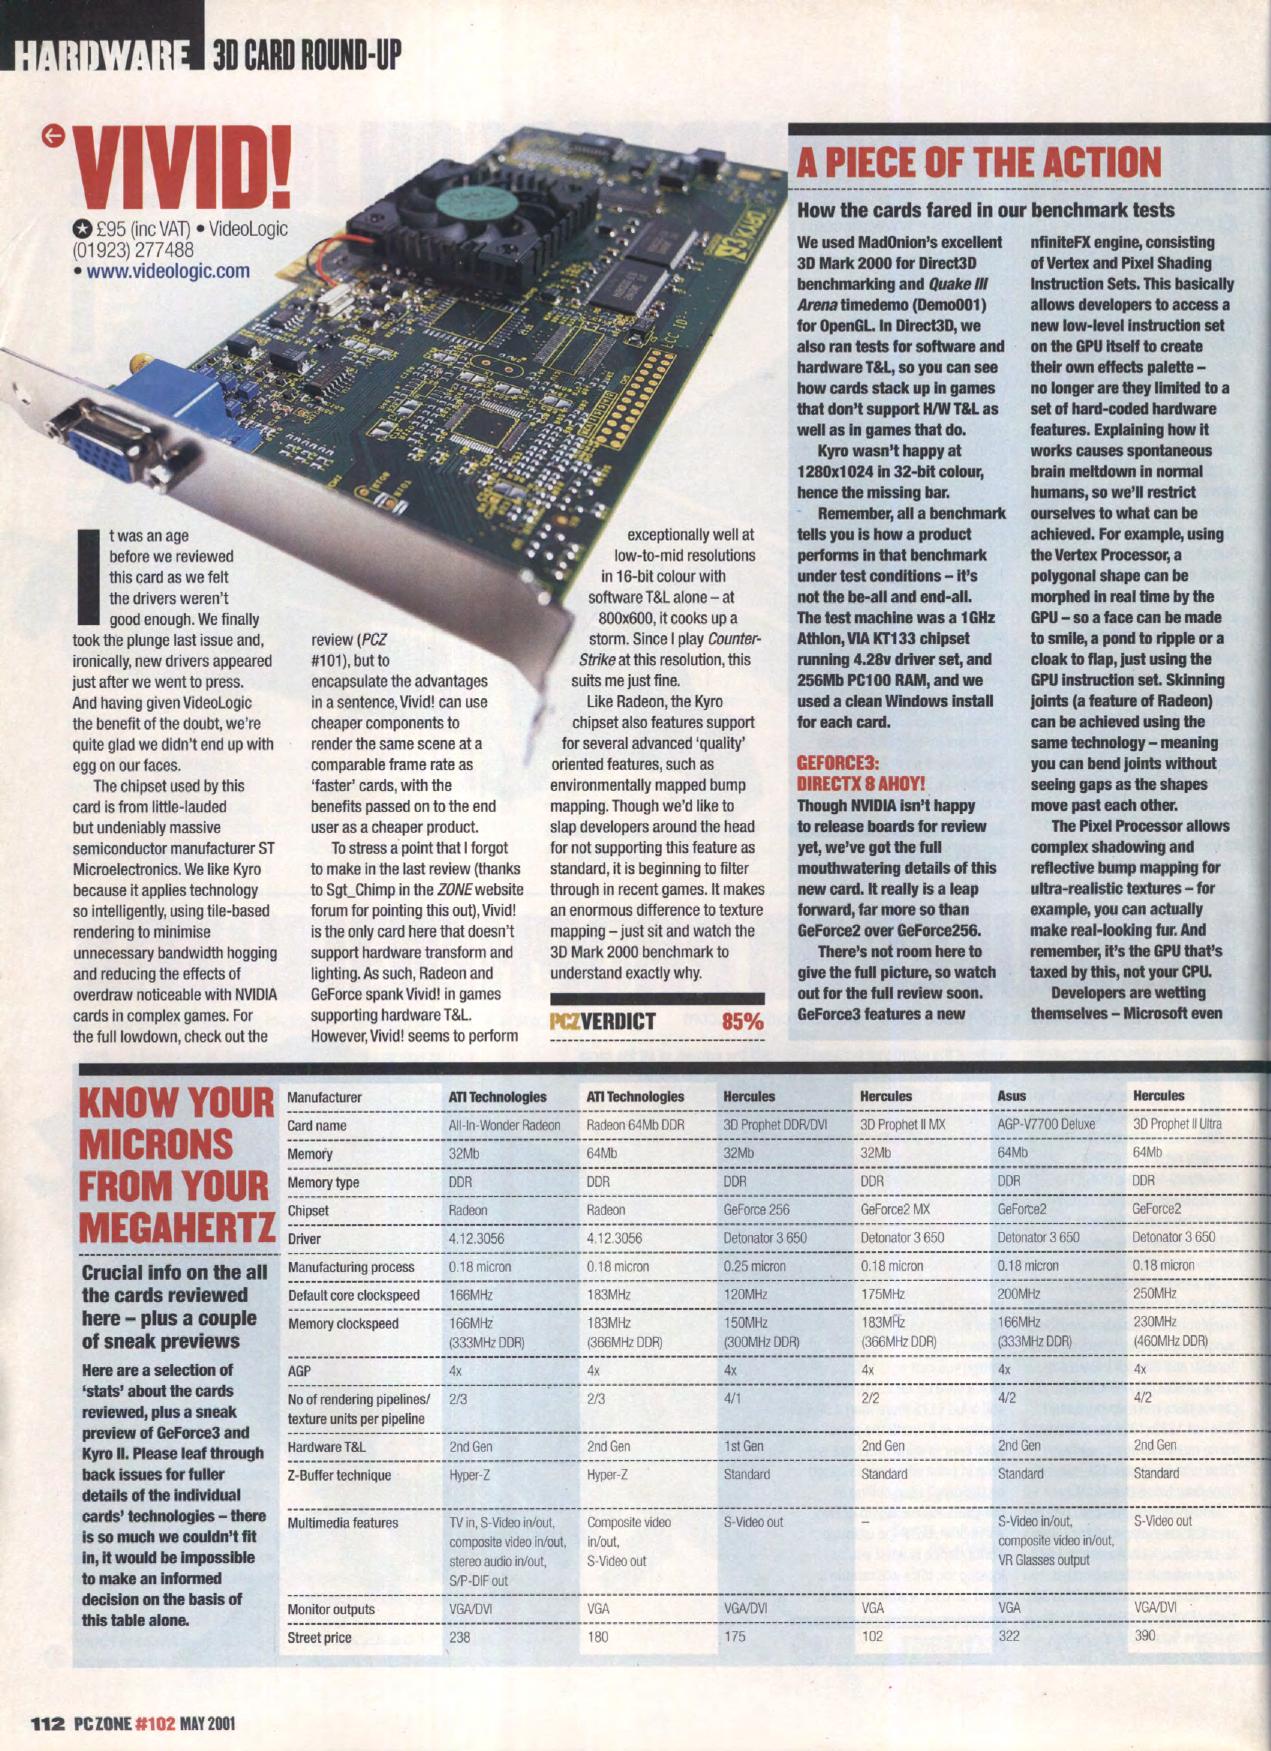 HARDWARE 3D CARD ROUND-UP
VIVID!
£95 (inc VAT) • VideoLogic
(01923) 277488
• www.videologic.com
It was an age
before we reviewed
this card as we felt
the drivers weren't
good enough. We finally
took the plunge last issue and,
ironically, new drivers appeared
just after we went to press.
And having given VideoLogic
the benefit of the doubt, we're
quite glad we didn't end up with
egg on our faces.
The chipset used by this
card is from little-lauded
but undeniably massive
semiconductor manufacturer ST
Microelectronics. We like Kyro
because it applies technology
so intelligently, using tile-based
rendering to minimise
unnecessary bandwidth hogging
and reducing the effects of
overdraw noticeable with NVIDIA
cards in complex games. For
the full lowdown, check out the
review (PCZ
#101), but to
encapsulate the advantages
in a sentence, Vivid! can use
cheaper components to
render the same scene at a
comparable frame rate as
'faster' cards, with the
benefits passed on to the end
user as a cheaper product.
To stress a point that I forgot
to make in the last review (thanks
to Sgt_Chimp in the ZONE website
forum for pointing this out), Vivid!
is the only card here that doesn't
support hardware transform and
lighting. As such, Radeon and
GeForce spank Vivid! in games
supporting hardware T&L.
However, Vivid! seems to perform
exceptionally well at
low-to-mid resolutions
in 16-bit colour with
software T&L alone – at
800x600, it cooks up a
storm. Since I play Counter-
Strike at this resolution, this
suits me just fine.
Like Radeon, the Kyro
chipset also features support
for several advanced 'quality'
oriented features, such as
environmentally mapped bump
mapping. Though we'd like to
slap developers around the head
for not supporting this feature as
standard, it is beginning to filter
through in recent games. It makes
an enormous difference to texture
mapping – just sit and watch the
3D Mark 2000 benchmark to
understand exactly why.
PCZVERDICT 85%
A PIECE OF THE ACTION
How the cards fared in our benchmark tests
We used MadOnion's excellent
3D Mark 2000 for Direct3D
benchmarking and Quake III
Arena timedemo (Demo001)
for OpenGL. In Direct3D, we
also ran tests for software and
hardware T&L, so you can see
how cards stack up in games
that don't support H/W T&L as
well as in games that do.
Kyro wasn't happy at
1280x1024 in 32-bit colour,
hence the missing bar.
Remember, all a benchmark
tells you is how a product
performs in that benchmark
under test conditions – it's
not the be-all and end-all.
The test machine was a 1GHz
Athlon, VIA KT133 chipset
running 4.28v driver set, and
256Mb PC100 RAM, and we
used a clean Windows install
for each card.
GEFORCE3:
DIRECTX 8 AHOY!
Though NVIDIA isn't happy
to release boards for review
yet, we've got the full
mouthwatering details of this
new card. It really is a leap
forward, far more so than
GeForce2 over GeForce256.
There's not room here to
give the full picture, so watch
out for the full review soon.
GeForce3 features a new
nfiniteFX engine, consisting
of Vertex and Pixel Shading
Instruction Sets. This basically
allows developers to access a
new low-level instruction set
on the GPU itself to create
their own effects palette –
no longer are they limited to a
set of hard-coded hardware
features. Explaining how it
works causes spontaneous
brain meltdown in normal
humans, so we'll restrict
ourselves to what can be
achieved. For example, using
the Vertex Processor, a
polygonal shape can be
morphed in real time by the
GPU – so a face can be made
to smile, a pond to ripple or a
cloak to flap, just using the
GPU instruction set. Skinning
joints (a feature of Radeon)
can be achieved using the
same technology – meaning
you can bend joints without
seeing gaps as the shapes
move past each other.
The Pixel Processor allows
complex shadowing and
reflective bump mapping for
ultra-realistic textures – for
example, you can actually
make real-looking fur. And
remember, it's the GPU that's
taxed by this, not your CPU.
Developers are wetting
themselves – Microsoft even
KNOW YOUR
MICRONS
FROM YOUR
MEGAHERTZ
Crucial info on the all
the cards reviewed
here – plus a couple
of sneak previews
Here are a selection of
'stats' about the cards
reviewed, plus a sneak
preview of GeForce3 and
Kyro II. Please leaf through
back issues for fuller
details of the individual
cards' technologies – there
is so much we couldn't fit
in, it would be impossible
to make an informed
decision on the basis of
this table alone.
Manufacturer ATI Technologies ATI Technologies Hercules Hercules Asus Hercules
Card name All-In-Wonder Radeon Radeon 64Mb DDR 3D Prophet DDR/DVI 3D Prophet II MX AGP-V7700 Deluxe 3D Prophet II Ultra
Memory 32Mb 64Mb 32Mb 32Mb 64Mb 64Mb
Memory type DDR DDR DDR DDR DDR DDR
Chipset Radeon Radeon GeForce 256 GeForce2 MX GeForce2 GeForce2
Driver 4.12.3056 4.12.3056 Detonator 3 650 Detonator 3 650 Detonator 3 650 Detonator 3 650
Manufacturing process 0.18 micron 0.18 micron 0.25 micron 0.18 micron 0.18 micron 0.18 micron
Default core clockspeed 166MHz 183MHz 120MHz 175MHz 200MHz 250MHz
Memory clockspeed 166MHz 183MHz 150MHz 183MHz 166MHz 230MHz
(333MHz DDR) (366MHz DDR) (300MHz DDR) (366MHz DDR) (333MHz DDR) (460MHz DDR)
AGP 4x 4x 4x 4x 4x 4x
No of rendering pipelines/ 2/3 2/3 4/1 2/2 4/2 4/2
texture units per pipeline
Hardware T&L 2nd Gen 2nd Gen 1st Gen 2nd Gen 2nd Gen 2nd Gen
Z-Buffer technique Hyper-Z Hyper-Z Standard Standard Standard Standard
Multimedia features TV in, S-Video in/out, Composite video S-Video out – S-Video in/out, S-Video out
composite video in/out, in/out, composite video in/out,
stereo audio in/out, S-Video out VR Glasses output
S/P-DIF out
Monitor outputs VGA/DVI VGA VGA/DVI VGA VGA VGA/DVI
Street price 238 180 175 102 322 390
112 PCZONE #102 MAY 2001